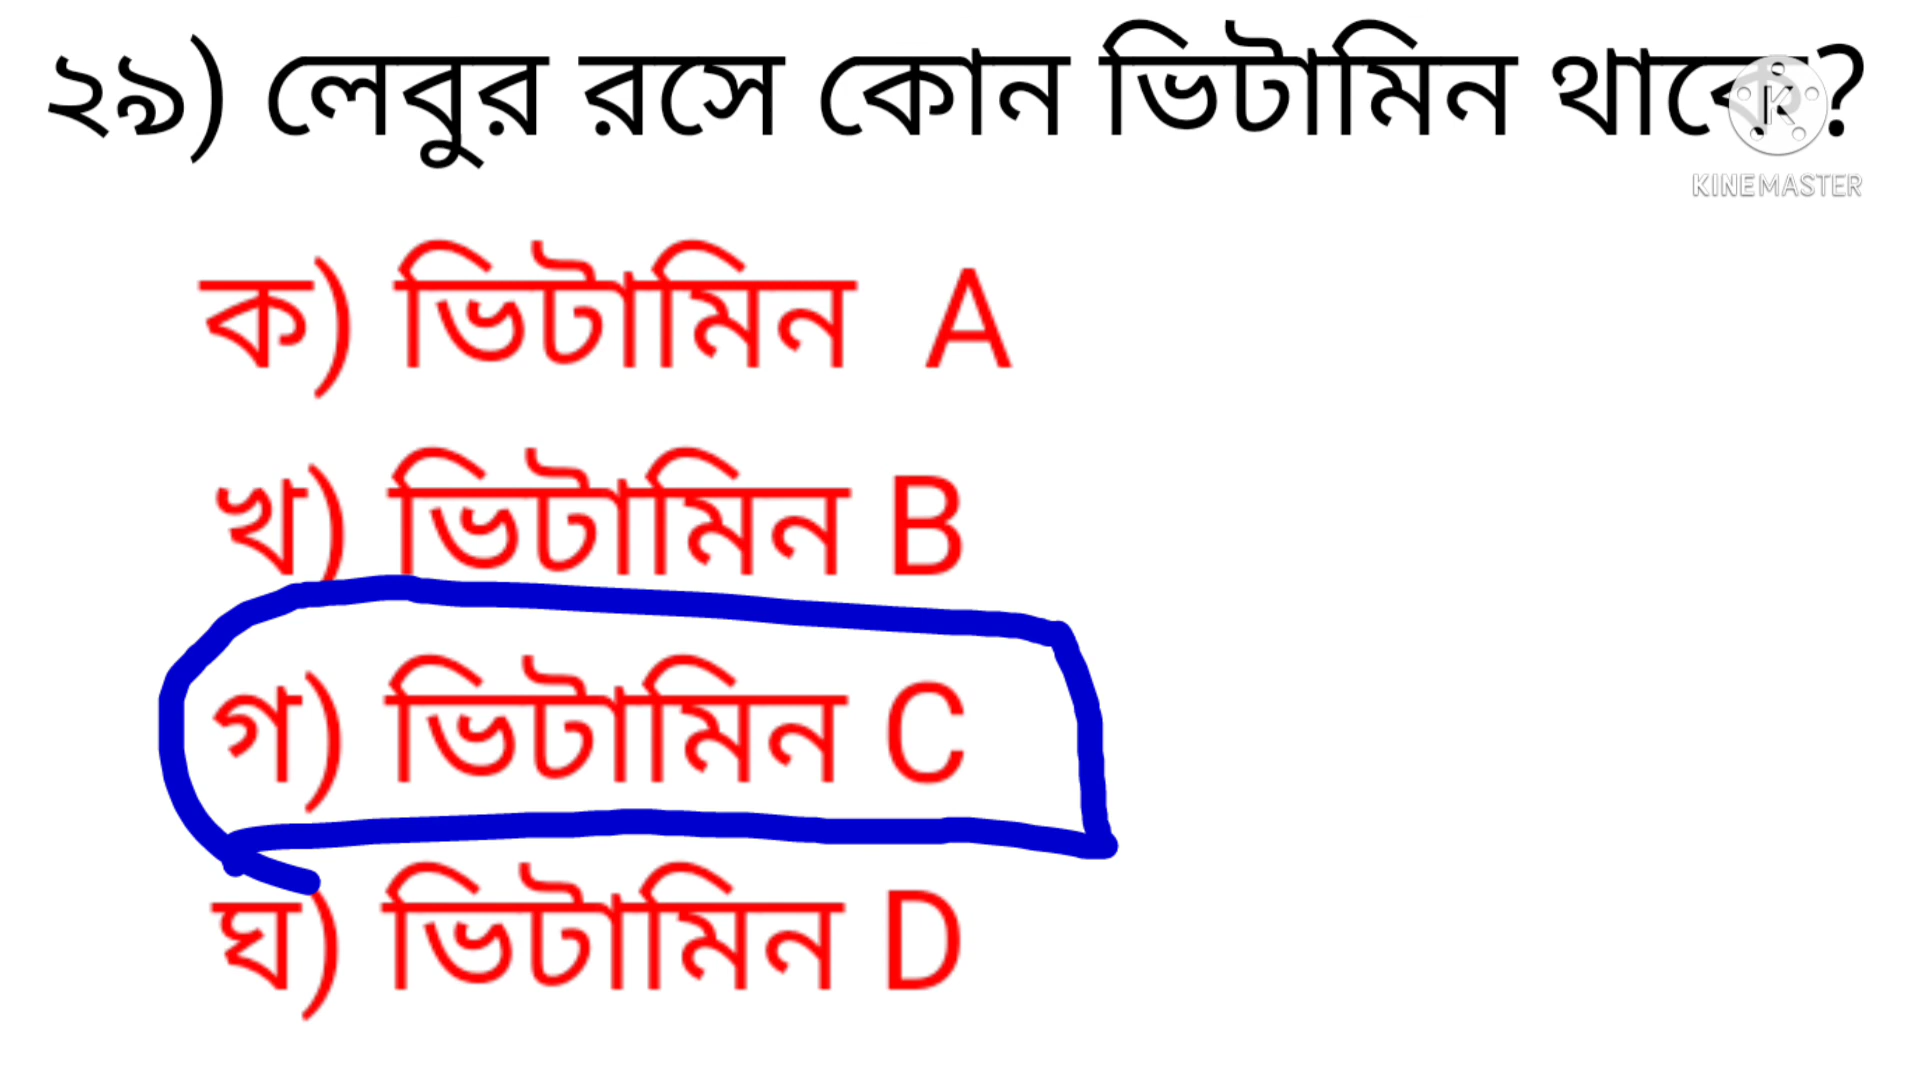 ২৯) লেবুর রসে কোন ভিটামিন থাকে?
KINEMASTER
ক) ভিটামিন A
খ) ভিটামিন B
গ) ভিটামিন C
ঘ) ভিটামিন D